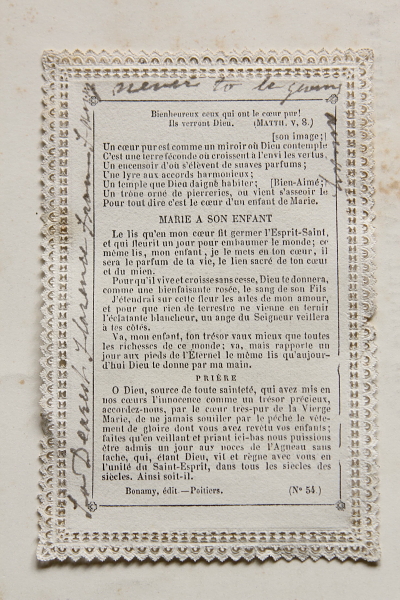 Bienheureux ceux qui ont le cœur pur!
Ils verront Dieu. (MATTH. V, 8.)
[son image;]
Un cœur pur est comme un miroir où Dieu contemple
C'est une terre féconde où croissent à l'envi les vertus.
Un encensoir d'où s'élèvent de suaves parfums;
Une lyre aux accords harmonieux;
Un temple que Dieu daigne habiter; [Bien-Aimé;
Un trône orné de pierreries, où vient s'asseoir le
Pour tout dire c'est le cœur d'un enfant de Marie.
MARIE A SON ENFANT
Le lis qu'en mon cœur fit germer l'Esprit-Saint,
et qui fleurit un jour pour embaumer le monde; ce
même lis, mon enfant, je le mets en ton cœur, il
sera le parfum de ta vie, le lien sacré de ton cœur
et du mien.
Pour qu'il vive et croisse sans cesse, Dieu te donnera,
comme une bienfaisante rosée, le sang de son Fils
J'étendrai sur cette fleur les ailes de mon amour,
et pour que rien de terrestre ne vienne en ternir
l'éclatante blancheur, un ange du Seigneur veillera
à tes côtés.
Va, mon enfant, ton trésor vaux mieux que toutes
les richesses de ce monde; va, mais rapporte un
jour aux pieds de l'Éternel le même lis qu'aujour-
d'hui Dieu te donne par ma main.
PRIÈRE
O Dieu, source de toute sainteté, qui avez mis en
nos cœurs l'innocence comme un trésor précieux,
accordez-nous, par le cœur très-pur de la Vierge
Marie, de ne jamais souiller par le péché le vête-
ment de gloire dont vous avez revêtu vos enfants;
faites qu'en veillant et priant ici-bas nous puissions
être admis un jour aux noces de l'Agneau sans
tache, qui, étant Dieu, vit et règne avec vous en
l'unité du Saint-Esprit, dans tous les siècles des
siècles. Ainsi soit-il.
Bonamy, édit.—Poitiers. (No 54.)
Florence from